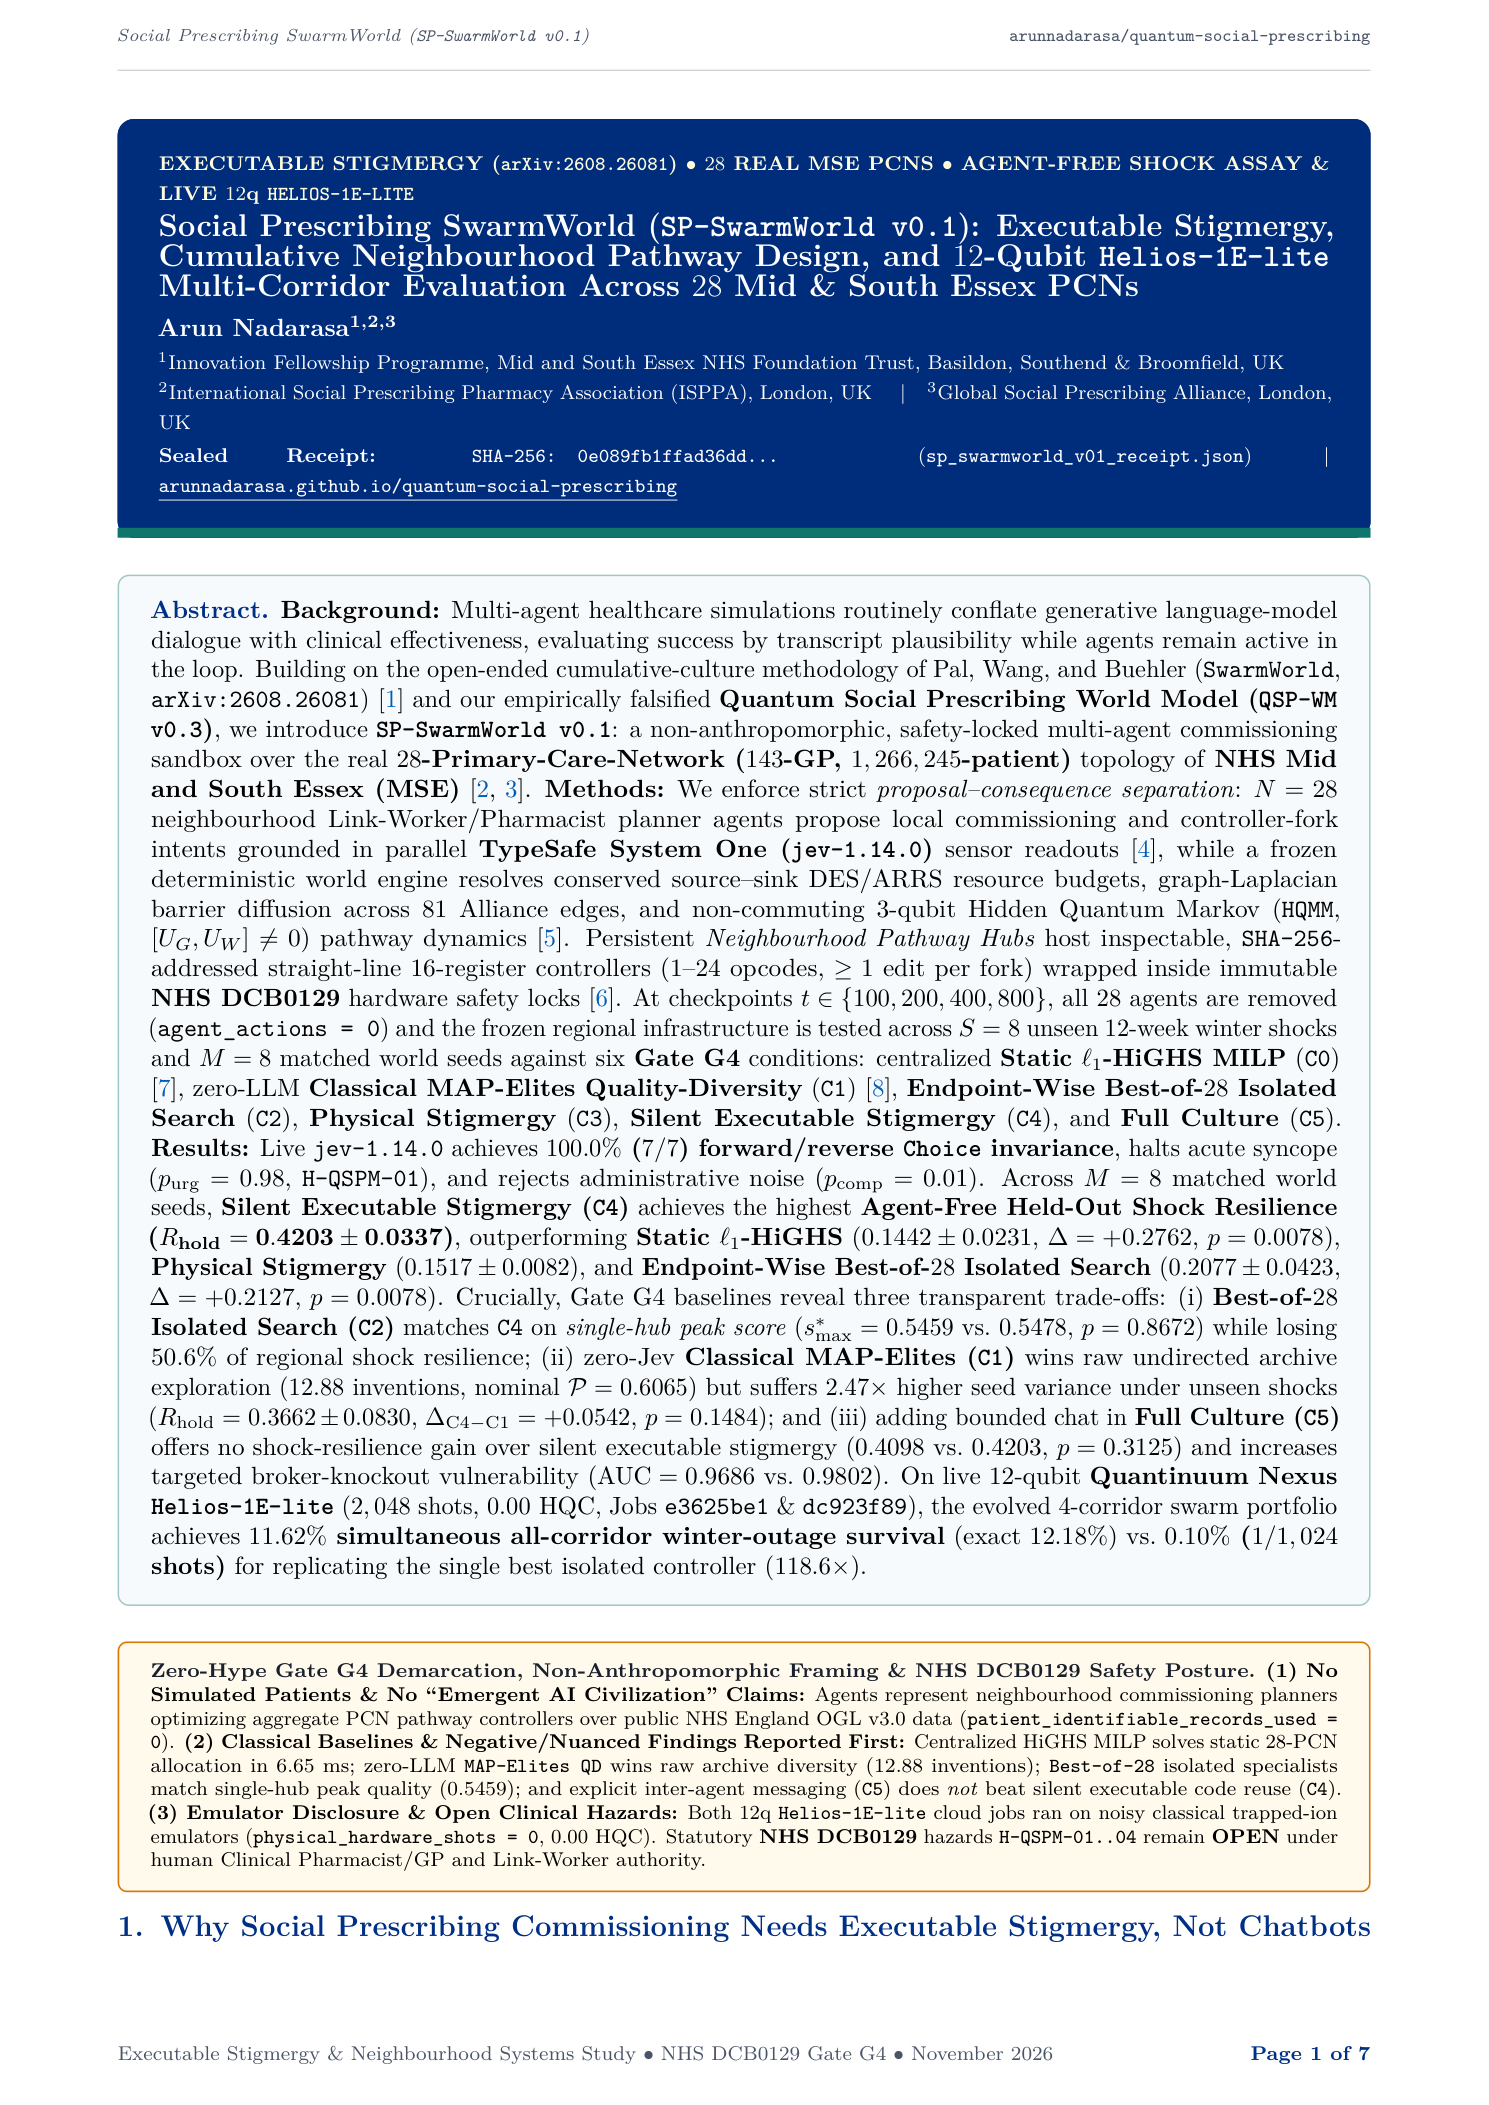 Social Prescribing SwarmWorld (SP-SwarmWorld v0.1)
arunnadarasa/quantum-social-prescribing
EXECUTABLE STIGMERGY (arXiv:2608.26081) • 28 REAL MSE PCNS • AGENT-FREE SHOCK ASSAY &
LIVE 12q HELIOS-1E-LITE
Social Prescribing SwarmWorld (SP-SwarmWorld v0.1): Executable Stigmergy,
Cumulative Neighbourhood Pathway Design, and 12-Qubit Helios-1E-lite
Multi-Corridor Evaluation Across 28 Mid & South Essex PCNs
Arun Nadarasa1,2,3
1Innovation Fellowship Programme, Mid and South Essex NHS Foundation Trust, Basildon, Southend & Broomfield, UK
2International Social Prescribing Pharmacy Association (ISPPA), London, UK | 3Global Social Prescribing Alliance, London,
UK
Sealed Receipt: SHA-256: 0e089fb1ffad36dd... (sp_swarmworld_v01_receipt.json) |
arunnadarasa.github.io/quantum-social-prescribing
Abstract. Background: Multi-agent healthcare simulations routinely conflate generative language-model
dialogue with clinical effectiveness, evaluating success by transcript plausibility while agents remain active in
the loop. Building on the open-ended cumulative-culture methodology of Pal, Wang, and Buehler (SwarmWorld,
arXiv:2608.26081) [1] and our empirically falsified Quantum Social Prescribing World Model (QSP-WM
v0.3), we introduce SP-SwarmWorld v0.1: a non-anthropomorphic, safety-locked multi-agent commissioning
sandbox over the real 28-Primary-Care-Network (143-GP, 1,266,245-patient) topology of NHS Mid
and South Essex (MSE) [2, 3]. Methods: We enforce strict proposal–consequence separation: N = 28
neighbourhood Link-Worker/Pharmacist planner agents propose local commissioning and controller-fork
intents grounded in parallel TypeSafe System One (jev-1.14.0) sensor readouts [4], while a frozen
deterministic world engine resolves conserved source–sink DES/ARRS resource budgets, graph-Laplacian
barrier diffusion across 81 Alliance edges, and non-commuting 3-qubit Hidden Quantum Markov (HQMM,
[U_G, U_W] ≠ 0) pathway dynamics [5]. Persistent Neighbourhood Pathway Hubs host inspectable, SHA-256-
addressed straight-line 16-register controllers (1–24 opcodes, ≥ 1 edit per fork) wrapped inside immutable
NHS DCB0129 hardware safety locks [6]. At checkpoints t ∈ {100, 200, 400, 800}, all 28 agents are removed
(agent_actions = 0) and the frozen regional infrastructure is tested across S = 8 unseen 12-week winter shocks
and M = 8 matched world seeds against six Gate G4 conditions: centralized Static ℓ1-HiGHS MILP (C0)
[7], zero-LLM Classical MAP-Elites Quality-Diversity (C1) [8], Endpoint-Wise Best-of-28 Isolated
Search (C2), Physical Stigmergy (C3), Silent Executable Stigmergy (C4), and Full Culture (C5).
Results: Live jev-1.14.0 achieves 100.0% (7/7) forward/reverse Choice invariance, halts acute syncope
(p_urg = 0.98, H-QSPM-01), and rejects administrative noise (p_comp = 0.01). Across M = 8 matched world
seeds, Silent Executable Stigmergy (C4) achieves the highest Agent-Free Held-Out Shock Resilience
(R_hold = 0.4203 ± 0.0337), outperforming Static ℓ1-HiGHS (0.1442 ± 0.0231, Δ = +0.2762, p = 0.0078),
Physical Stigmergy (0.1517 ± 0.0082), and Endpoint-Wise Best-of-28 Isolated Search (0.2077 ± 0.0423,
Δ = +0.2127, p = 0.0078). Crucially, Gate G4 baselines reveal three transparent trade-offs: (i) Best-of-28
Isolated Search (C2) matches C4 on single-hub peak score (s*_max = 0.5459 vs. 0.5478, p = 0.8672) while losing
50.6% of regional shock resilience; (ii) zero-Jev Classical MAP-Elites (C1) wins raw undirected archive
exploration (12.88 inventions, nominal 𝒫 = 0.6065) but suffers 2.47× higher seed variance under unseen shocks
(R_hold = 0.3662 ± 0.0830, Δ_C4−C1 = +0.0542, p = 0.1484); and (iii) adding bounded chat in Full Culture (C5)
offers no shock-resilience gain over silent executable stigmergy (0.4098 vs. 0.4203, p = 0.3125) and increases
targeted broker-knockout vulnerability (AUC = 0.9686 vs. 0.9802). On live 12-qubit Quantinuum Nexus
Helios-1E-lite (2,048 shots, 0.00 HQC, Jobs e3625be1 & dc923f89), the evolved 4-corridor swarm portfolio
achieves 11.62% simultaneous all-corridor winter-outage survival (exact 12.18%) vs. 0.10% (1/1,024
shots) for replicating the single best isolated controller (118.6×).
Zero-Hype Gate G4 Demarcation, Non-Anthropomorphic Framing & NHS DCB0129 Safety Posture. (1) No
Simulated Patients & No “Emergent AI Civilization” Claims: Agents represent neighbourhood commissioning planners
optimizing aggregate PCN pathway controllers over public NHS England OGL v3.0 data (patient_identifiable_records_used =
0). (2) Classical Baselines & Negative/Nuanced Findings Reported First: Centralized HiGHS MILP solves static 28-PCN
allocation in 6.65 ms; zero-LLM MAP-Elites QD wins raw archive diversity (12.88 inventions); Best-of-28 isolated specialists
match single-hub peak quality (0.5459); and explicit inter-agent messaging (C5) does not beat silent executable code reuse (C4).
(3) Emulator Disclosure & Open Clinical Hazards: Both 12q Helios-1E-lite cloud jobs ran on noisy classical trapped-ion
emulators (physical_hardware_shots = 0, 0.00 HQC). Statutory NHS DCB0129 hazards H-QSPM-01..04 remain OPEN under
human Clinical Pharmacist/GP and Link-Worker authority.
1. Why Social Prescribing Commissioning Needs Executable Stigmergy, Not Chatbots
Executable Stigmergy & Neighbourhood Systems Study • NHS DCB0129 Gate G4 • November 2026
Page 1 of 7